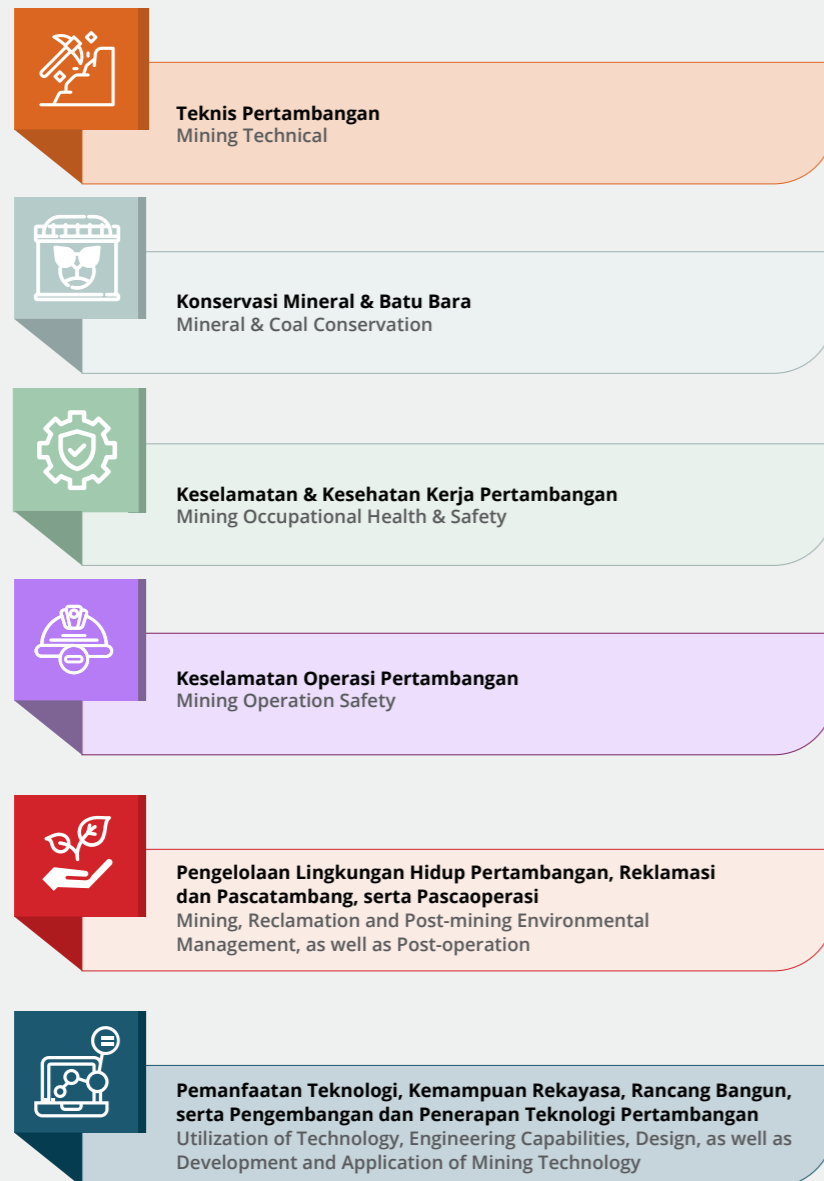 Teknis Pertambangan
Mining Technical
Konservasi Mineral & Batu Bara
Mineral & Coal Conservation
Keselamatan & Kesehatan Kerja Pertambangan
Mining Occupational Health & Safety
Keselamatan Operasi Pertambangan
Mining Operation Safety
Pengelolaan Lingkungan Hidup Pertambangan, Reklamasi
dan Pascatambang, serta Pascaoperasi
Mining, Reclamation and Post-mining Environmental
Management, as well as Post-operation
Pemanfaatan Teknologi, Kemampuan Rekayasa, Rancang Bangun,
serta Pengembangan dan Penerapan Teknologi Pertambangan
Utilization of Technology, Engineering Capabilities, Design, as well as
Development and Application of Mining Technology